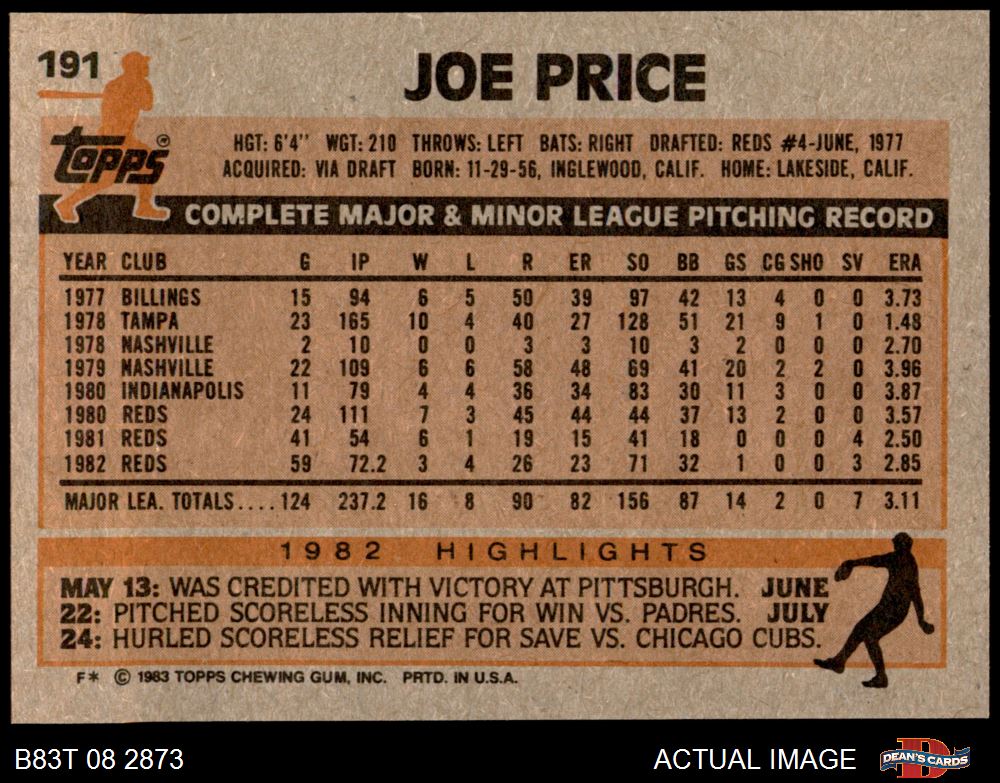 191
JOE PRICE
Topps®
HGT: 6'4" WGT: 210 THROWS: LEFT BATS: RIGHT DRAFTED: REDS #4-JUNE, 1977
ACQUIRED: VIA DRAFT BORN: 11-29-56, INGLEWOOD, CALIF. HOME: LAKESIDE, CALIF.
COMPLETE MAJOR & MINOR LEAGUE PITCHING RECORD
YEAR CLUB G IP W L R ER SO BB GS CG SHO SV ERA
1977 BILLINGS 15 94 6 5 50 39 97 42 13 4 0 0 3.73
1978 TAMPA 23 165 10 4 40 27 128 51 21 9 1 0 1.48
1978 NASHVILLE 2 10 0 0 3 3 10 3 2 0 0 0 2.70
1979 NASHVILLE 22 109 6 6 58 48 69 41 20 2 2 0 3.96
1980 INDIANAPOLIS 11 79 4 4 36 34 83 30 11 3 0 0 3.87
1980 REDS 24 111 7 3 45 44 44 37 13 2 0 0 3.57
1981 REDS 41 54 6 1 19 15 41 18 0 0 0 4 2.50
1982 REDS 59 72.2 3 4 26 23 71 32 1 0 0 3 2.85
MAJOR LEA. TOTALS.... 124 237.2 16 8 90 82 156 87 14 2 0 7 3.11
1982 HIGHLIGHTS
MAY 13: WAS CREDITED WITH VICTORY AT PITTSBURGH. JUNE
22: PITCHED SCORELESS INNING FOR WIN VS. PADRES. JULY
24: HURLED SCORELESS RELIEF FOR SAVE VS. CHICAGO CUBS.
F* © 1983 TOPPS CHEWING GUM, INC. PRTD. IN U.S.A.
B83T 08 2873
ACTUAL IMAGE
D
DEAN'S CARDS